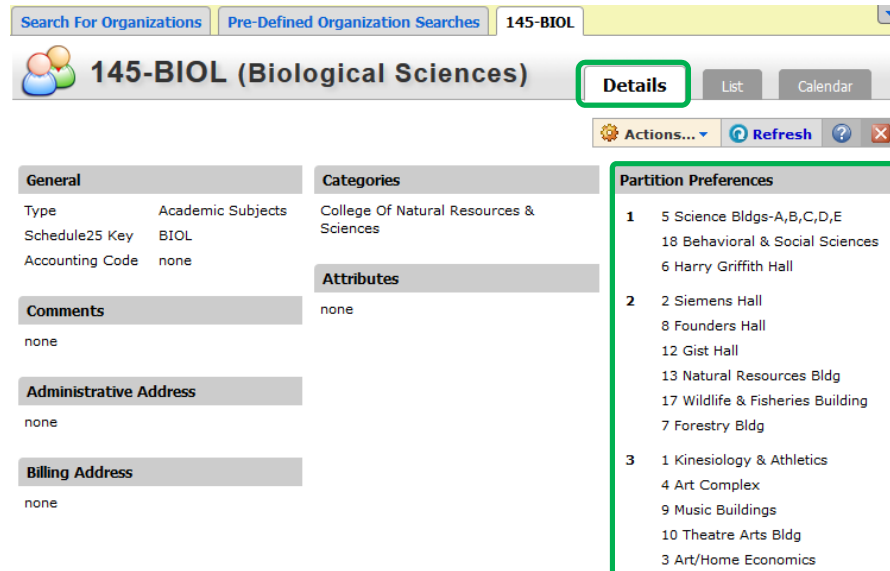 Search For Organizations
Pre-Defined Organization Searches
145-BIOL
145-BIOL (Biological Sciences)
Details
List
Calendar
Actions...
Refresh
?
General
Type Academic Subjects
Schedule25 Key BIOL
Accounting Code none
Comments
none
Administrative Address
none
Billing Address
none
Categories
College Of Natural Resources &
Sciences
Attributes
none
Partition Preferences
1 5 Science Bldgs-A,B,C,D,E
18 Behavioral & Social Sciences
6 Harry Griffith Hall
2 2 Siemens Hall
8 Founders Hall
12 Gist Hall
13 Natural Resources Bldg
17 Wildlife & Fisheries Building
7 Forestry Bldg
3 1 Kinesiology & Athletics
4 Art Complex
9 Music Buildings
10 Theatre Arts Bldg
3 Art/Home Economics